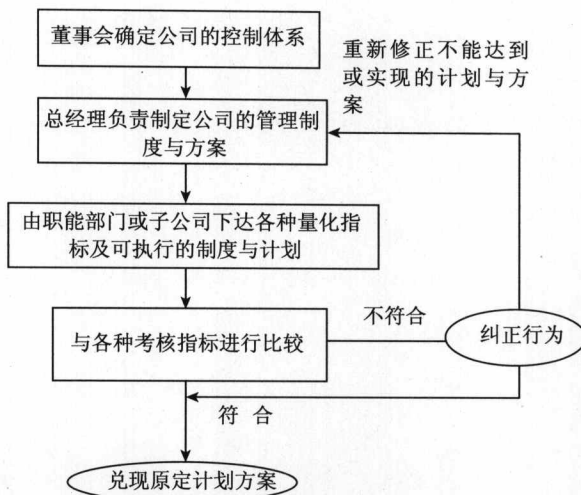 董事会确定公司的控制体系
重新修正不能达到
或实现的计划与方
案
总经理负责制定公司的管理制
度与方案
由职能部门或子公司下达各种量化指
标及可执行的制度与计划
不符合
与各种考核指标进行比较
纠正行为
符 合
兑现原定计划方案